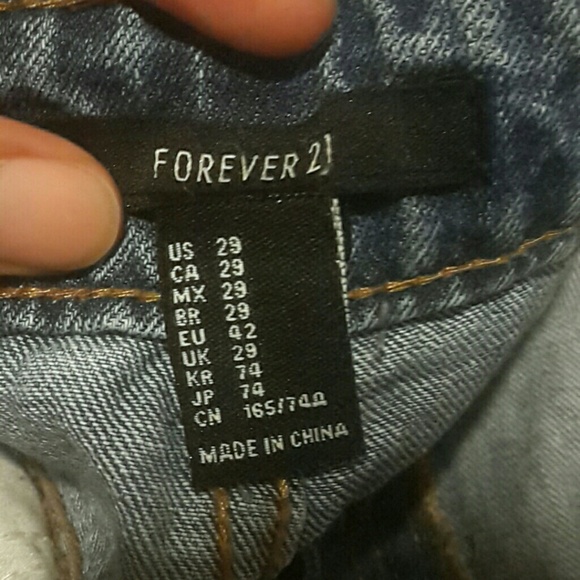 FOREVER 21
US 29
CA 29
MX 29
BR 29
EU 42
UK 29
KR 74
JP 74
CN 165/74A
MADE IN CHINA